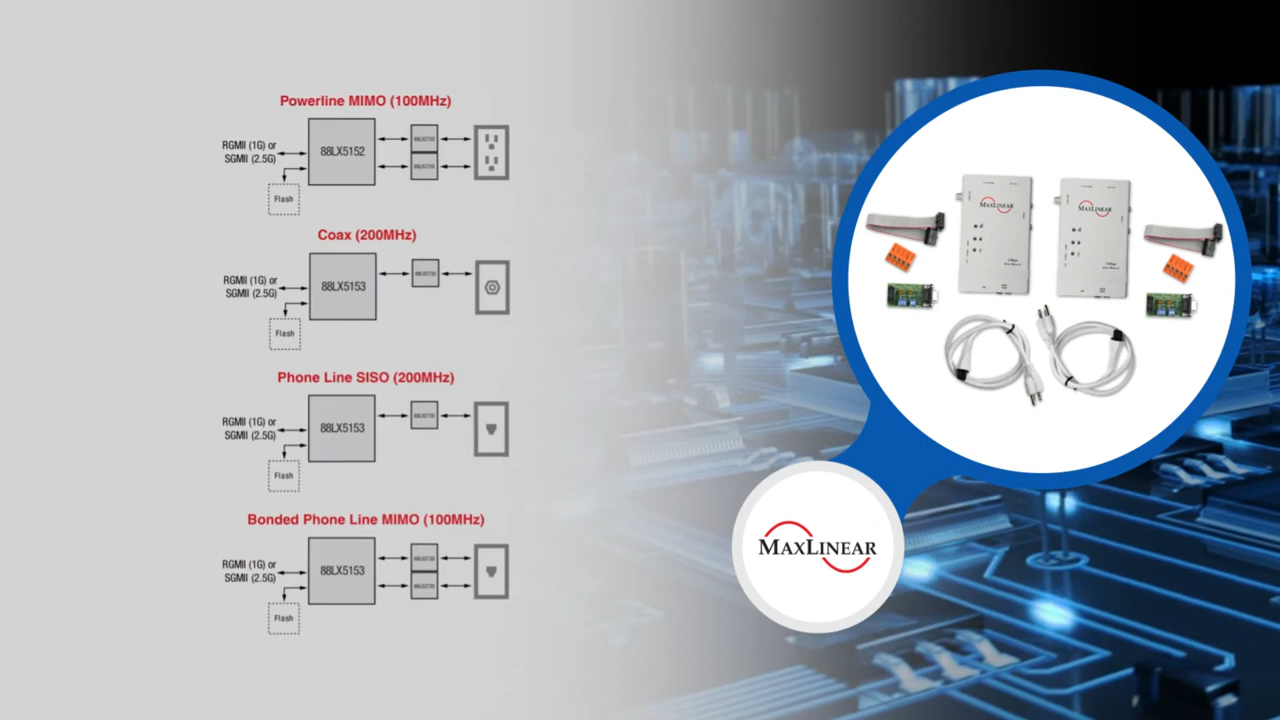 Powerline MIMO (100MHz)
RGMII (1G) or
SGMII (2.5G)
88LX5152
Flash
Coax (200MHz)
RGMII (1G) or
SGMII (2.5G)
88LX5153
Flash
Phone Line SISO (200MHz)
RGMII (1G) or
SGMII (2.5G)
88LX5153
Flash
Bonded Phone Line MIMO (100MHz)
RGMII (1G) or
SGMII (2.5G)
88LX5153
Flash
MAXLINEAR
MAXLINEAR
MAXLINEAR